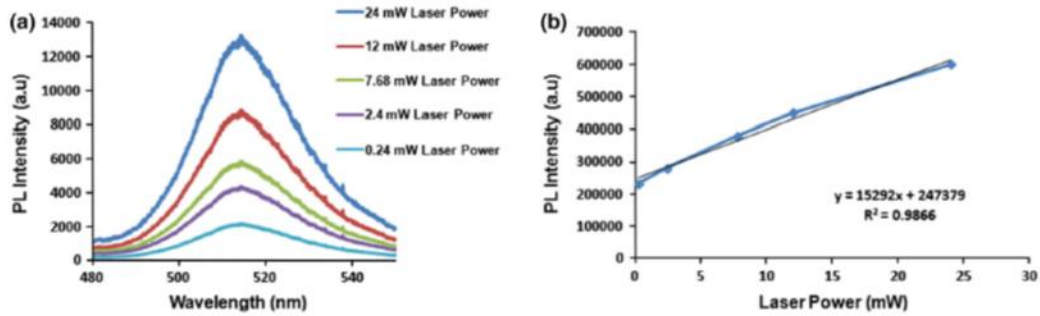 (a)
14000
12000
10000
8000
6000
4000
2000
0
PL Intensity (a.u)
480
500
520
540
Wavelength (nm)
24 mW Laser Power
12 mW Laser Power
7.68 mW Laser Power
2.4 mW Laser Power
0.24 mW Laser Power
(b)
700000
600000
500000
400000
300000
200000
100000
0
PL Intensity (a.u)
0
5
10
15
20
25
30
Laser Power (mW)
y = 15292x + 247379
R² = 0.9866